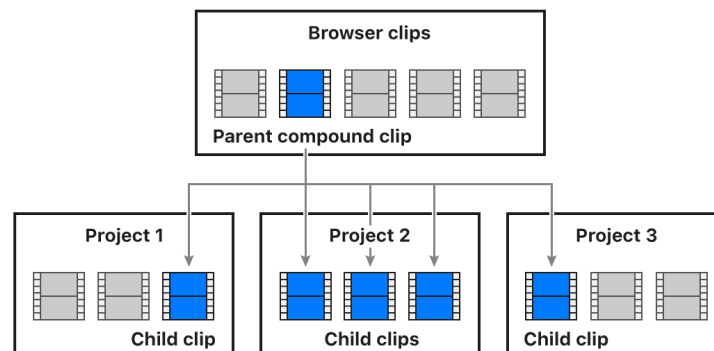 Browser clips
Parent compound clip
Project 1
Project 2
Project 3
Child clip
Child clips
Child clip